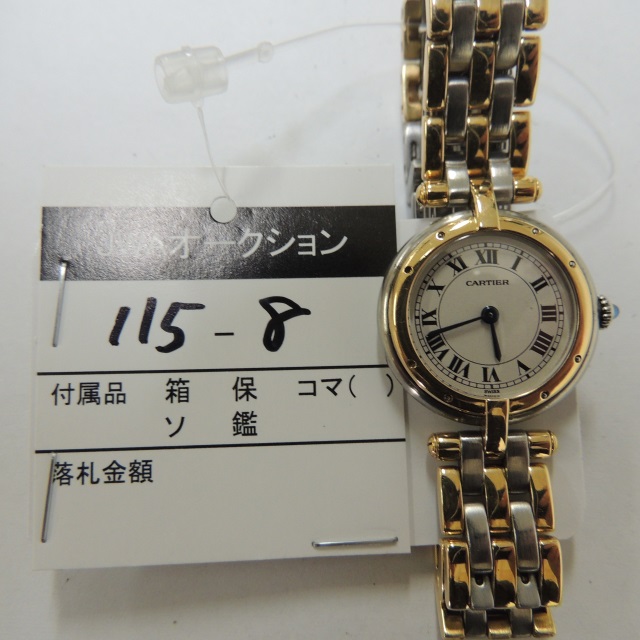 オークション
115-8
付属品 箱 保 コマ( )
ソ 鑑
落札金額
XII
CARTIER